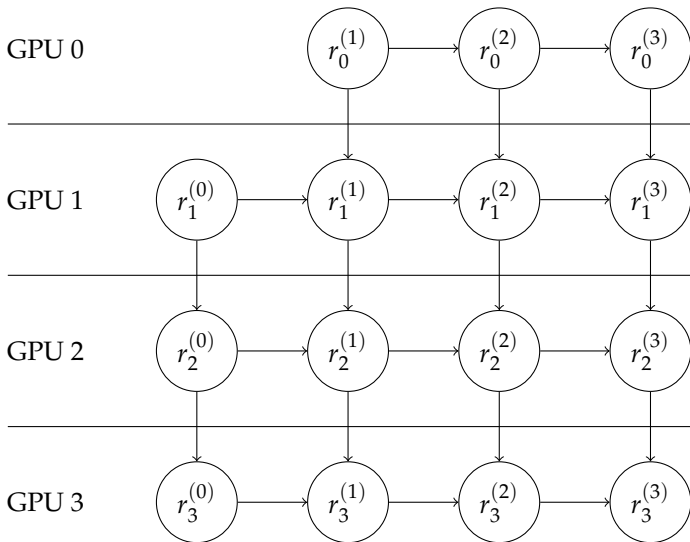 GPU 0 r_0^{(1)} r_0^{(2)} r_0^{(3)}
GPU 1 r_1^{(0)} r_1^{(1)} r_1^{(2)} r_1^{(3)}
GPU 2 r_2^{(0)} r_2^{(1)} r_2^{(2)} r_2^{(3)}
GPU 3 r_3^{(0)} r_3^{(1)} r_3^{(2)} r_3^{(3)}